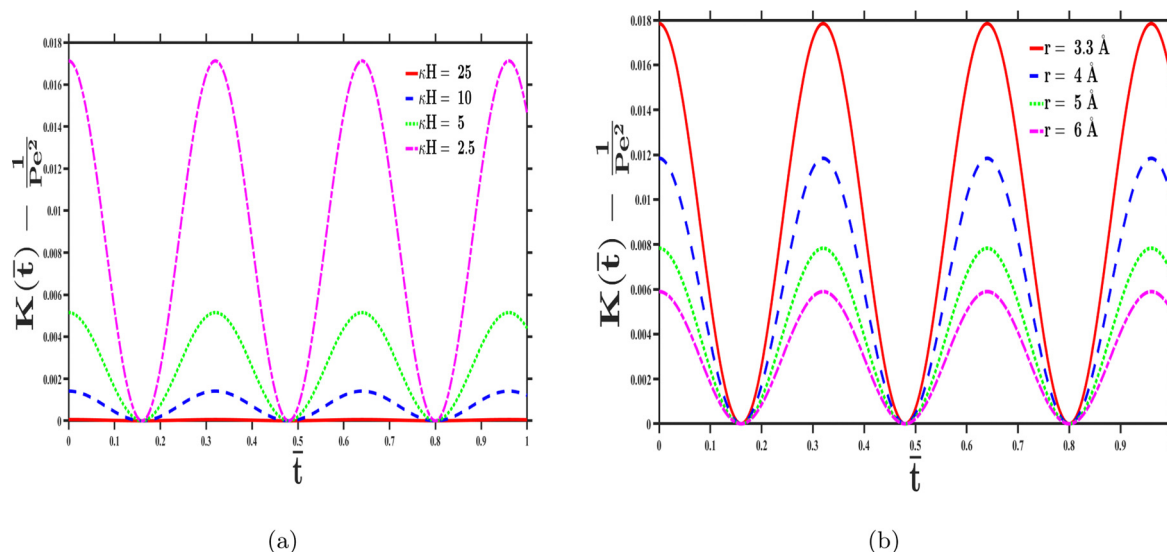 0.018
0.016
0.014
0.012
0.01
0.008
0.006
0.004
0.002
0
K(t̄) − 1/Pe²
κH = 25
κH = 10
κH = 5
κH = 2.5
0 0.1 0.2 0.3 0.4 0.5 0.6 0.7 0.8 0.9 1
t̄
(a)
0.018
0.016
0.014
0.012
0.01
0.008
0.006
0.004
0.002
0
K(t̄) − 1/Pe²
r = 3.3 Å
r = 4 Å
r = 5 Å
r = 6 Å
0 0.1 0.2 0.3 0.4 0.5 0.6 0.7 0.8 0.9
t̄
(b)